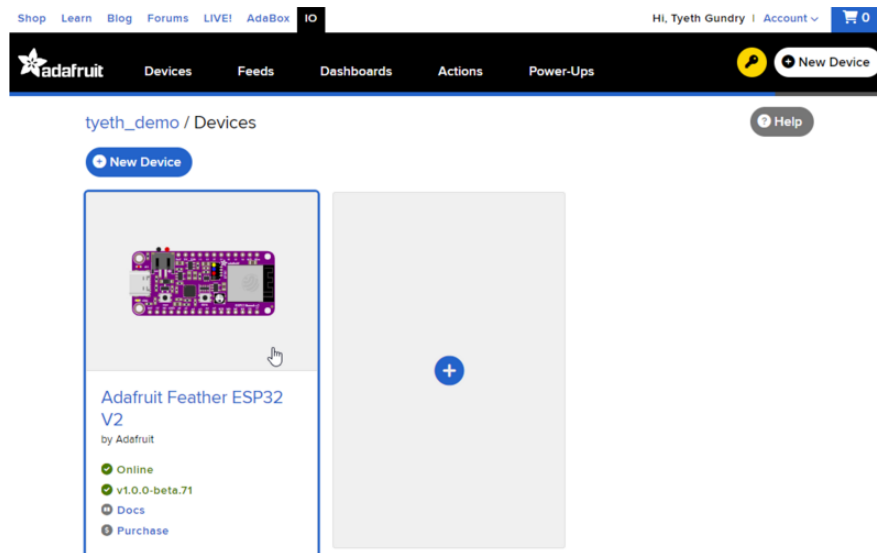 Shop Learn Blog Forums LIVE! AdaBox IO Hi, Tyeth Gundry | Account 0
adafruit Devices Feeds Dashboards Actions Power-Ups New Device
tyeth_demo / Devices Help
New Device
Adafruit Feather ESP32
V2
by Adafruit
Online
v1.0.0-beta.71
Docs
Purchase